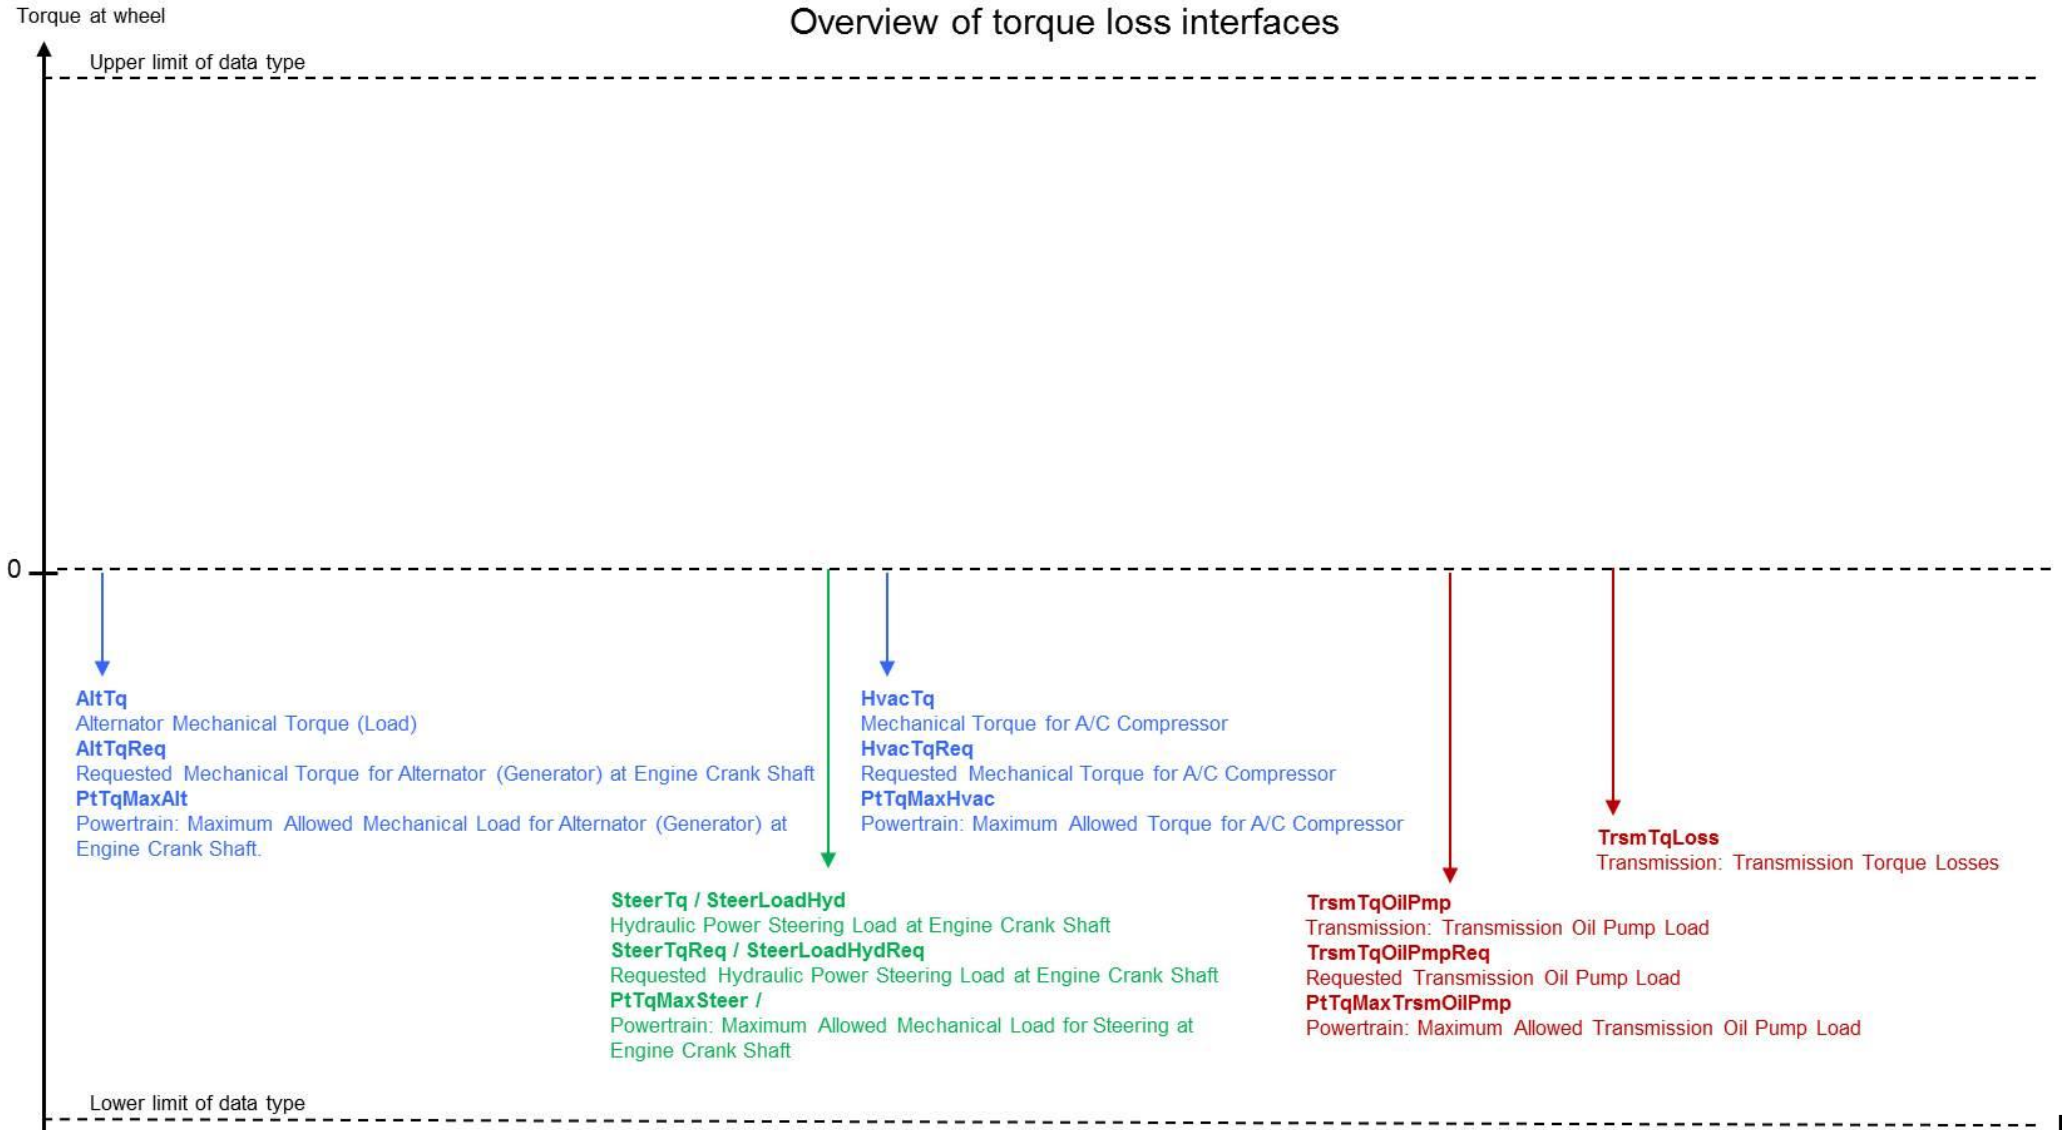 Torque at wheel
Overview of torque loss interfaces
Upper limit of data type
0
AltTq
Alternator Mechanical Torque (Load)
AltTqReq
Requested Mechanical Torque for Alternator (Generator) at Engine Crank Shaft
PtTqMaxAlt
Powertrain: Maximum Allowed Mechanical Load for Alternator (Generator) at
Engine Crank Shaft.
HvacTq
Mechanical Torque for A/C Compressor
HvacTqReq
Requested Mechanical Torque for A/C Compressor
PtTqMaxHvac
Powertrain: Maximum Allowed Torque for A/C Compressor
TrsmTqLoss
Transmission: Transmission Torque Losses
SteerTq / SteerLoadHyd
Hydraulic Power Steering Load at Engine Crank Shaft
SteerTqReq / SteerLoadHydReq
Requested Hydraulic Power Steering Load at Engine Crank Shaft
PtTqMaxSteer /
Powertrain: Maximum Allowed Mechanical Load for Steering at
Engine Crank Shaft
TrsmTqOilPmp
Transmission: Transmission Oil Pump Load
TrsmTqOilPmpReq
Requested Transmission Oil Pump Load
PtTqMaxTrsmOilPmp
Powertrain: Maximum Allowed Transmission Oil Pump Load
Lower limit of data type